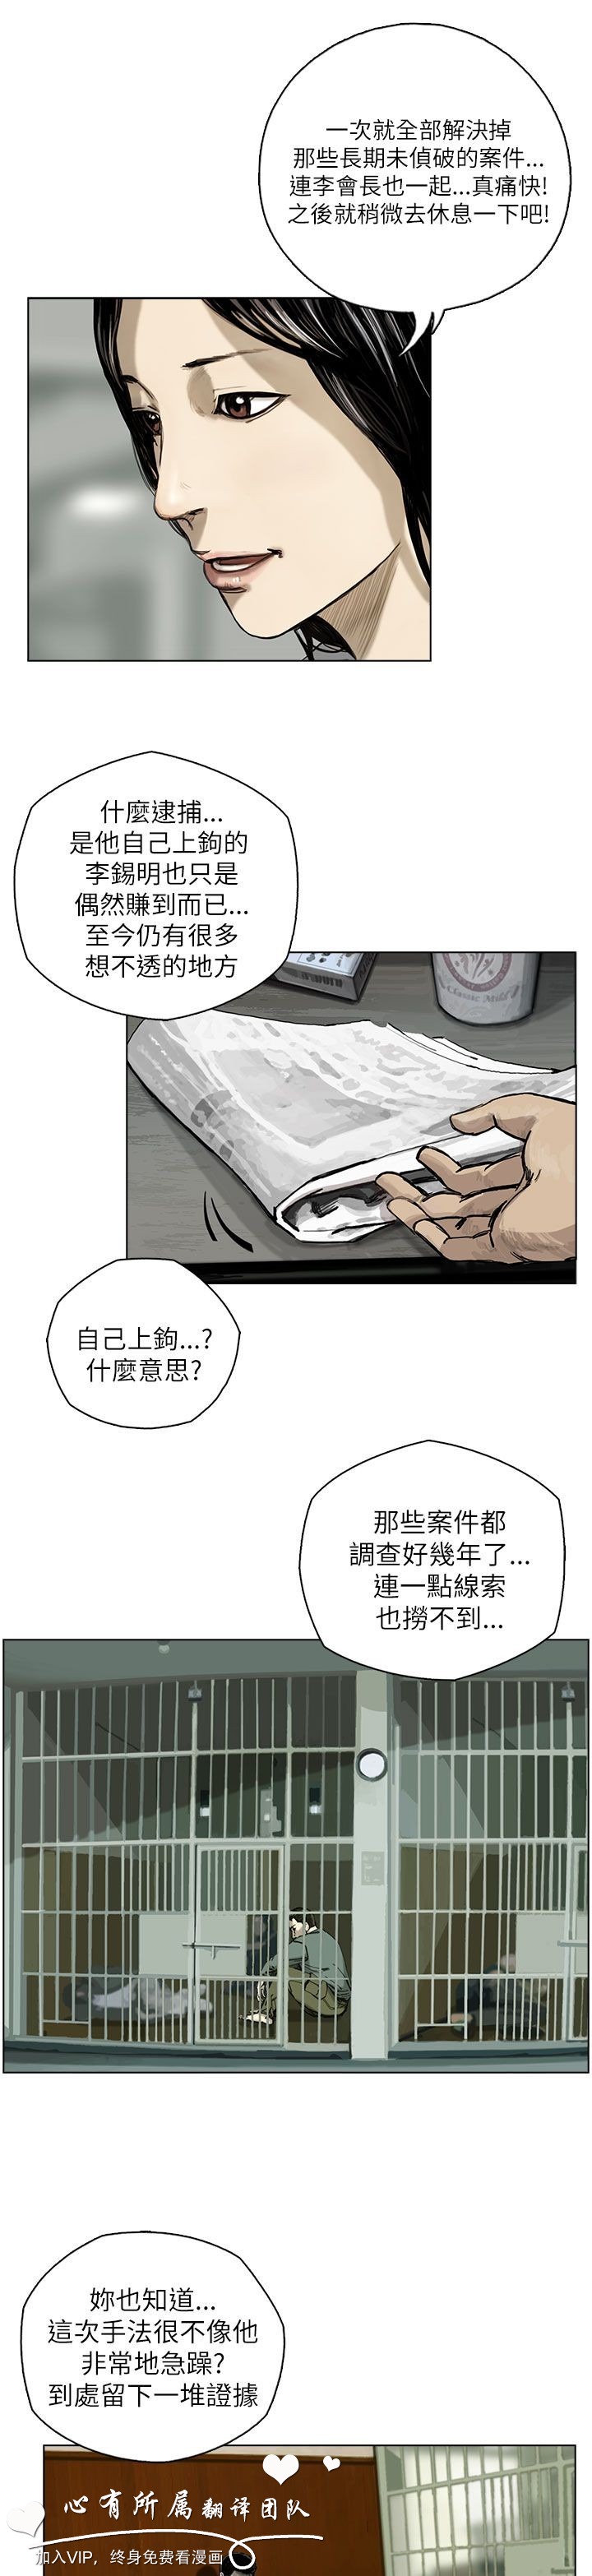 一次就全部解決掉
那些長期未偵破的案件...
連李會長也一起...真痛快!
之後就稍微去休息一下吧!
什麼逮捕...
是他自己上鉤的
李錫明也只是
偶然賺到而已...
至今仍有很多
想不透的地方
Classic Mild
自己上鉤...?
什麼意思?
那些案件都
調查好幾年了...
連一點線索
也撈不到...
妳也知道...
這次手法很不像他
非常地急躁?
到處留下一堆證據
心有所属翻译团队
加入VIP，终身免费看漫画